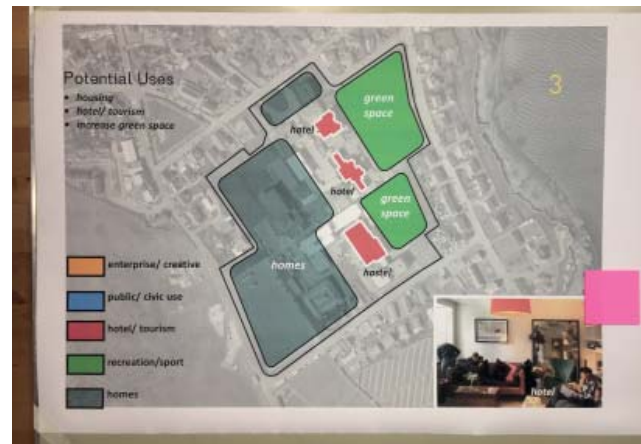 Potential Uses
• housing
• hotel/ tourism
• increase green space
3
green
space
hotel
hotel
green
space
homes
hostel
enterprise/ creative
public/ civic use
hotel/ tourism
recreation/sport
homes
hotel